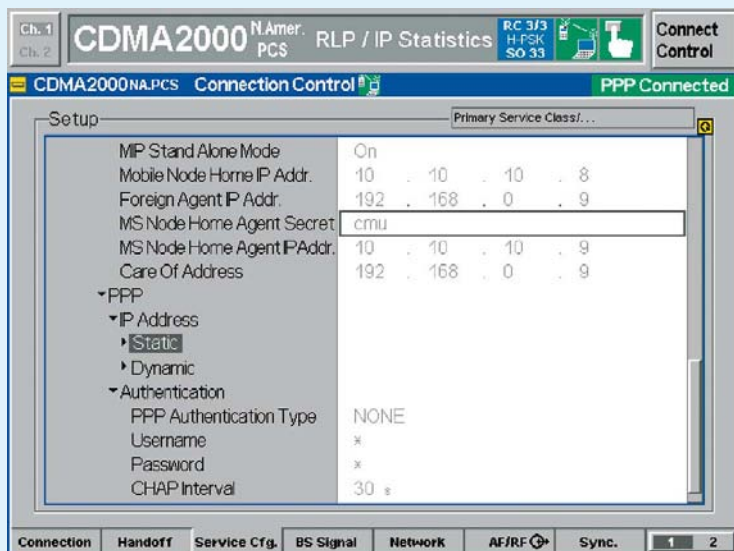 Ch. 1
Ch. 2
CDMA2000 N.Amer. PCS RLP / IP Statistics
RC 3/3
H-PSK
SO 33
Connect Control
CDMA2000NA.PCS Connection Control
PPP Connected
Setup
Primary Service Class/...
MIP Stand Alone Mode On
Mobile Node Home IP Addr. 10 . 10 . 10 . 8
Foreign Agent IP Addr. 192 . 168 . 0 . 9
MS Node Home Agent Secret cmu
MS Node Home Agent IPAddr. 10 . 10 . 10 . 9
Care Of Address 192 . 168 . 0 . 9
PPP
IP Address
Static
Dynamic
Authentication
PPP Authentication Type NONE
Username *
Password *
CHAP Interval 30 s
Connection Handoff Service Cfg. BS Signal Network AF/RF Sync. 1 2